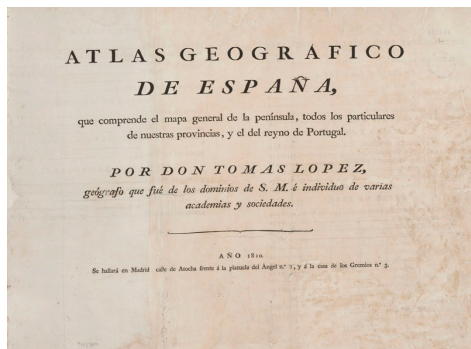 ATLAS GEOGRAFICO
DE ESPAÑA,
que comprende el mapa general de la península, todos los particulares
de nuestras provincias, y el del reyno de Portugal.
POR DON TOMAS LOPEZ,
geógrafo que fué de los dominios de S. M. é individuo de varias
academias y sociedades.
AÑO 1810.
Se hallará en Madrid calle de Atocha frente á la plazuela del Ángel n.º 1, y á la casa de los Gremios n.º 3.